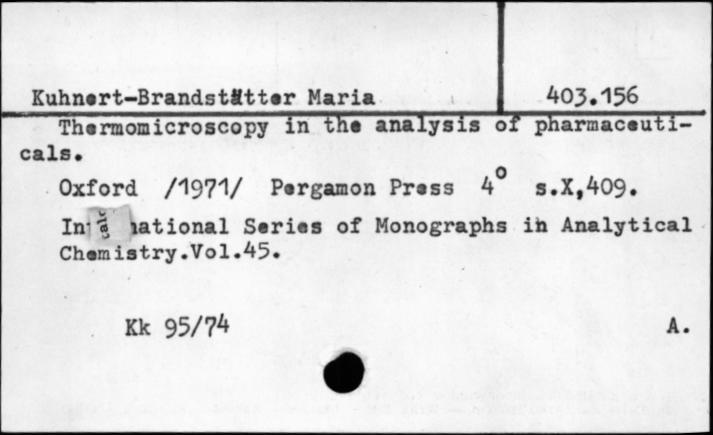 Kuhnert-Brandstätter Maria 403.156
Thermomicroscopy in the analysis of pharmaceuti-
cals.
Oxford /1971/ Pergamon Press 4° s.X,409.
national Series of Monographs in Analytical
Chemistry.Vol.45.
Kk 95/74 A.